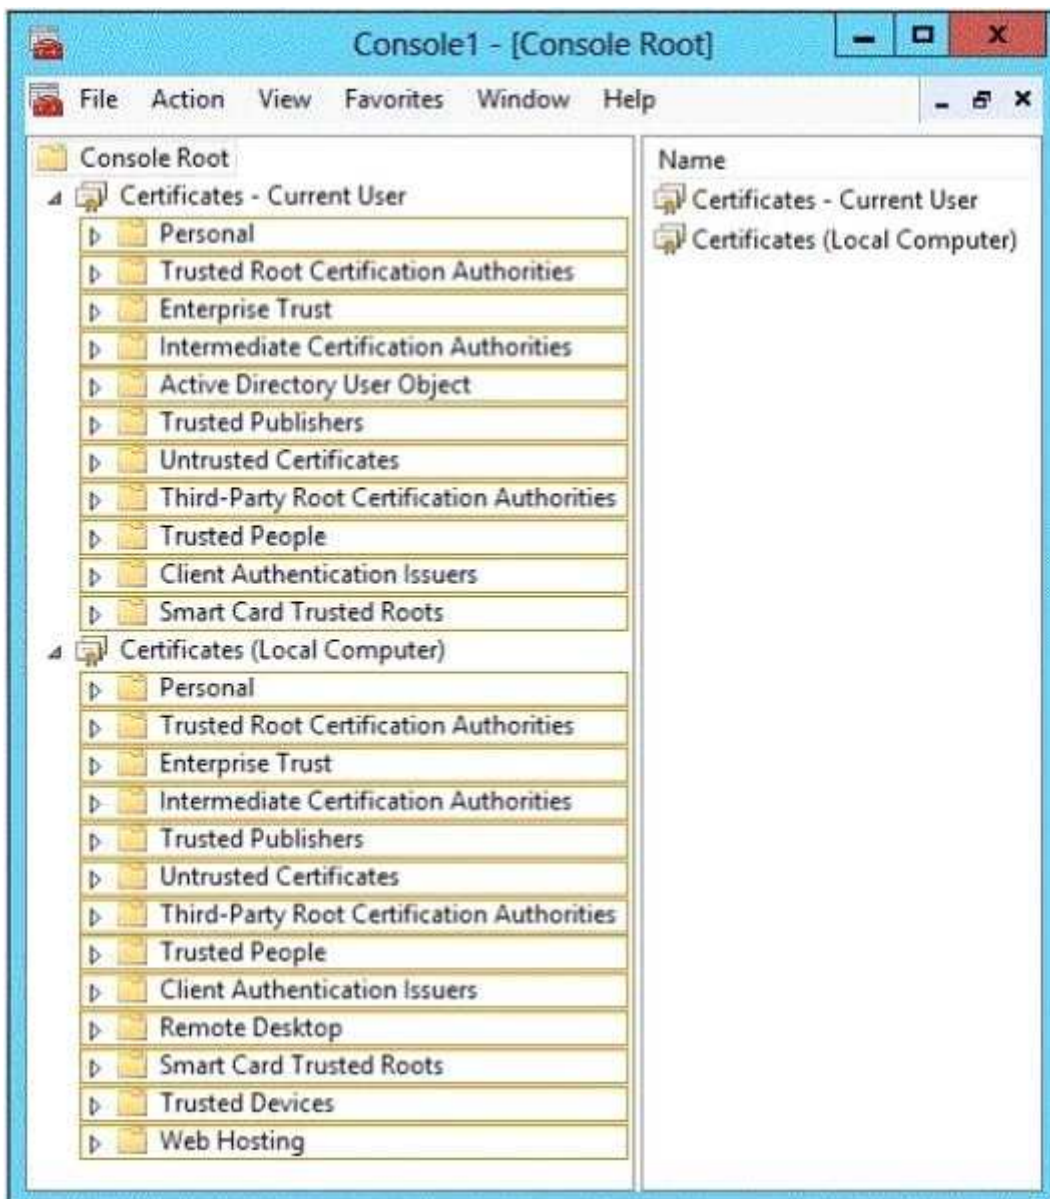 Console1 - [Console Root]
File Action View Favorites Window Help
Console Root
Certificates - Current User
Personal
Trusted Root Certification Authorities
Enterprise Trust
Intermediate Certification Authorities
Active Directory User Object
Trusted Publishers
Untrusted Certificates
Third-Party Root Certification Authorities
Trusted People
Client Authentication Issuers
Smart Card Trusted Roots
Certificates (Local Computer)
Personal
Trusted Root Certification Authorities
Enterprise Trust
Intermediate Certification Authorities
Trusted Publishers
Untrusted Certificates
Third-Party Root Certification Authorities
Trusted People
Client Authentication Issuers
Remote Desktop
Smart Card Trusted Roots
Trusted Devices
Web Hosting
Name
Certificates - Current User
Certificates (Local Computer)